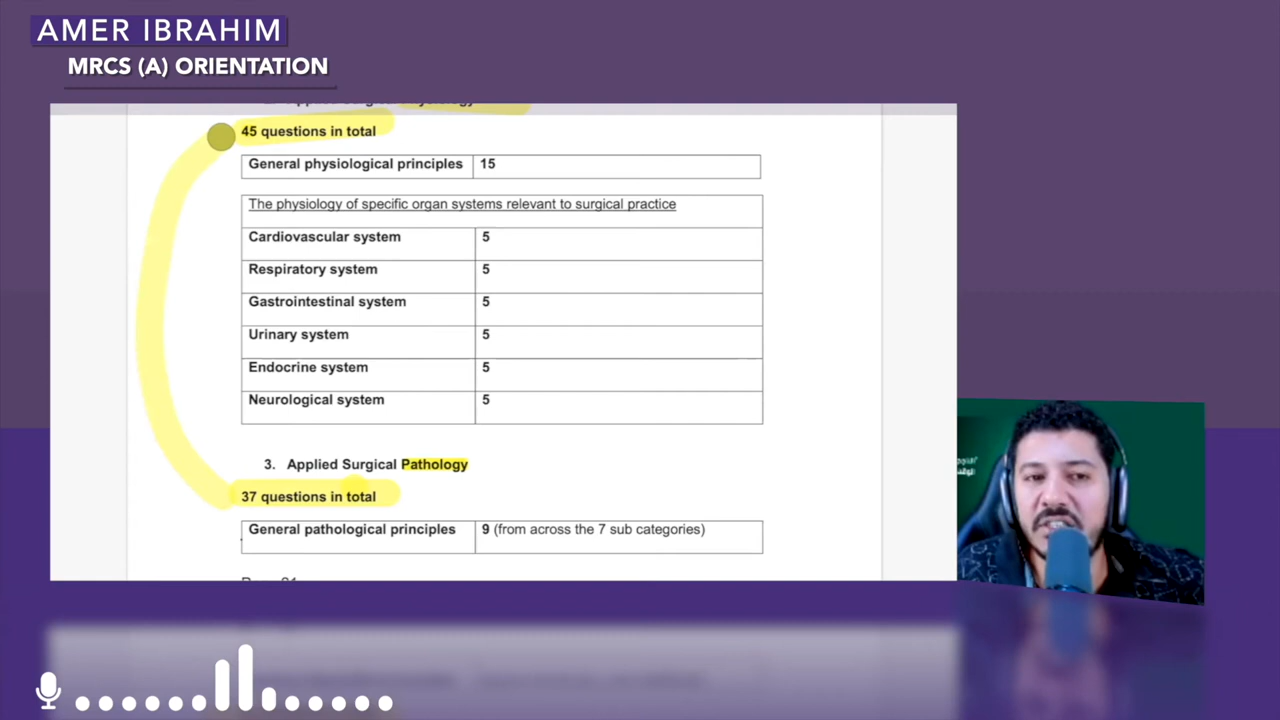 AMER IBRAHIM
MRCS (A) ORIENTATION
45 questions in total
General physiological principles 15
The physiology of specific organ systems relevant to surgical practice
Cardiovascular system 5
Respiratory system 5
Gastrointestinal system 5
Urinary system 5
Endocrine system 5
Neurological system 5
3. Applied Surgical Pathology
37 questions in total
General pathological principles 9 (from across the 7 sub categories)